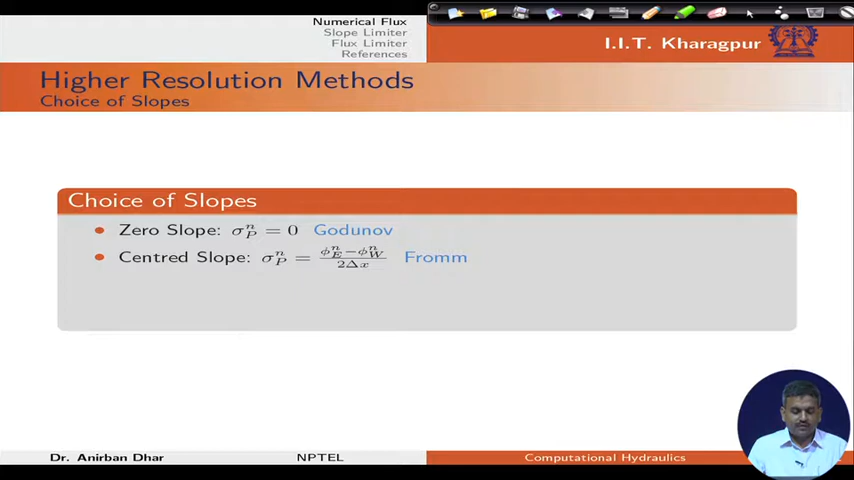 Numerical Flux
Slope Limiter
Flux Limiter
References
I.I.T. Kharagpur
Higher Resolution Methods
Choice of Slopes
Choice of Slopes
• Zero Slope: σ_P^n = 0 Godunov
• Centred Slope: σ_P^n = (ϕ_E^n − ϕ_W^n)/(2Δx) Fromm
Dr. Anirban Dhar NPTEL Computational Hydraulics